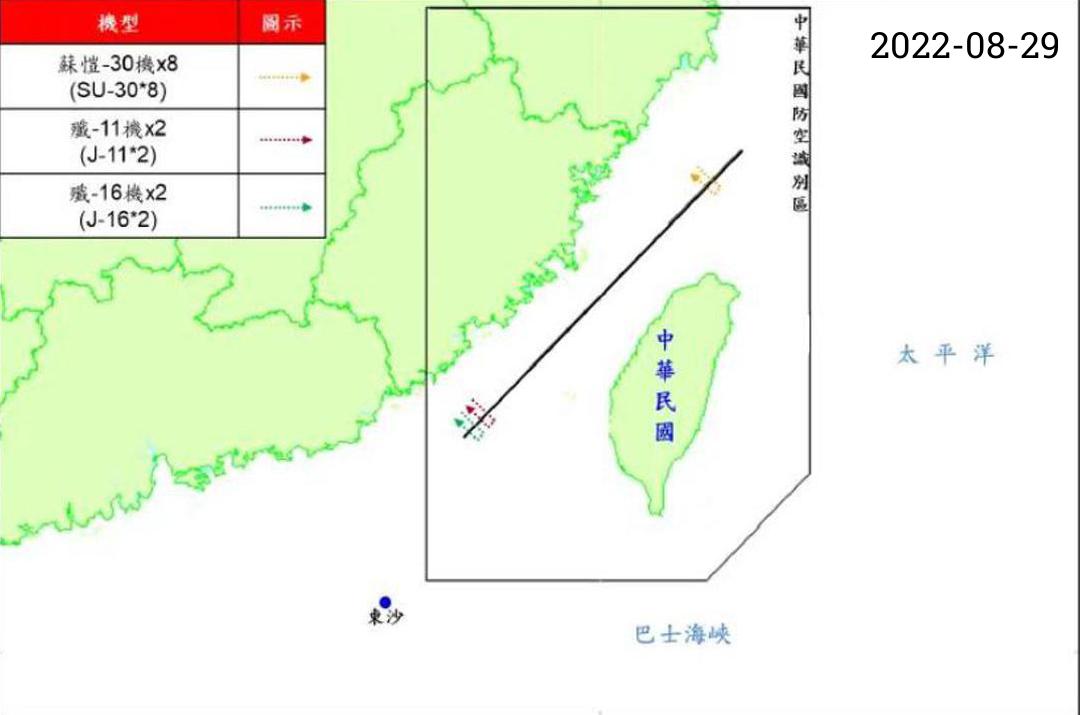 機型 圖示
蘇愷-30機x8
(SU-30*8)
殲-11機x2
(J-11*2)
殲-16機x2
(J-16*2)
中華民國防空識別區
2022-08-29
中華民國
太平洋
東沙
巴士海峽